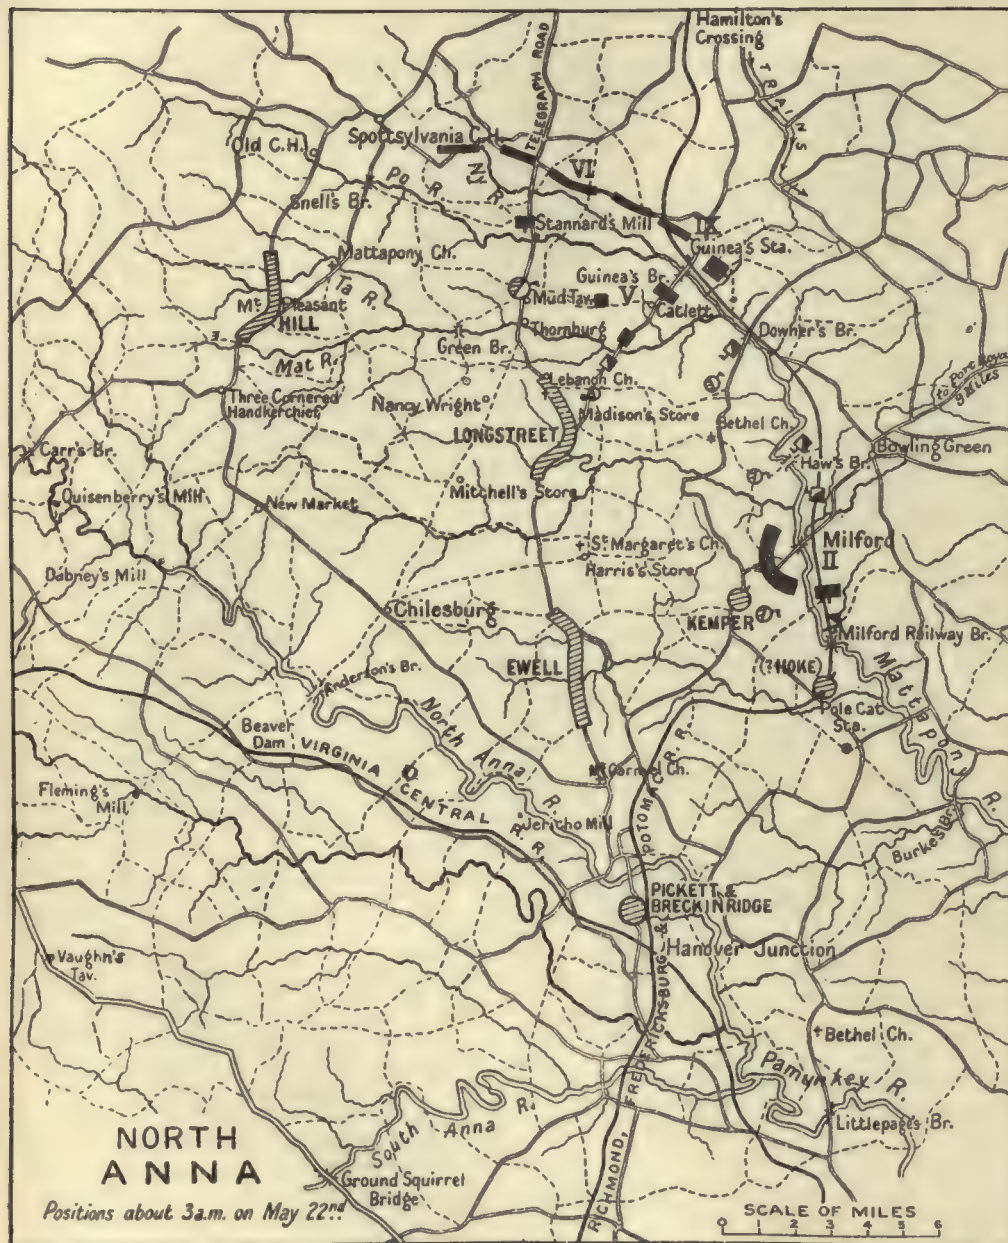 Hamilton's
Crossing
TRAINS
TELEGRAPH ROAD
Spottsylvania C.H.
Old C.H.
Ny R.
Po R.
VI
Snell's Br.
Stannard's Mill
IX
Guinea's Sta.
Mattapony Ch.
Guinea's Br.
Ta R.
Mt Pleasant
HILL
Mud Tav.
V
Catlett
Thornburg
Downer's Br.
Green Br.
Mat R.
to Port Royal
9 Miles
Lebanon Ch.
Three Cornered
Handkerchief
Nancy Wright
Madison's Store
Bethel Ch.
LONGSTREET
Carr's Br.
Bowling Green
Haw's Br.
Quisenberry's Mill
Mitchell's Store
New Market
Milford
II
St Margaret's Ch.
Harris's Store
Dabney's Mill
Chilesburg
KEMPER
Milford Railway Br.
EWELL
(?HOKE)
Anderson's Br.
Mattapony R.
Pole Cat
Sta.
North Anna R.
Beaver
Dam
VIRGINIA CENTRAL R.R.
Mt Carmel Ch.
Fleming's
Mill
Jericho Mill
Burke's Br.
PICKETT &
BRECKINRIDGE
Hanover Junction
RICHMOND, FREDERICKSBURG & POTOMAC R.R.
Vaughn's
Tav.
Bethel Ch.
Pamunkey R.
Littlepage's Br.
South Anna R.
NORTH
ANNA
Ground Squirrel
Bridge
Positions about 3 a.m. on May 22nd
SCALE OF MILES
0 1 2 3 4 5 6